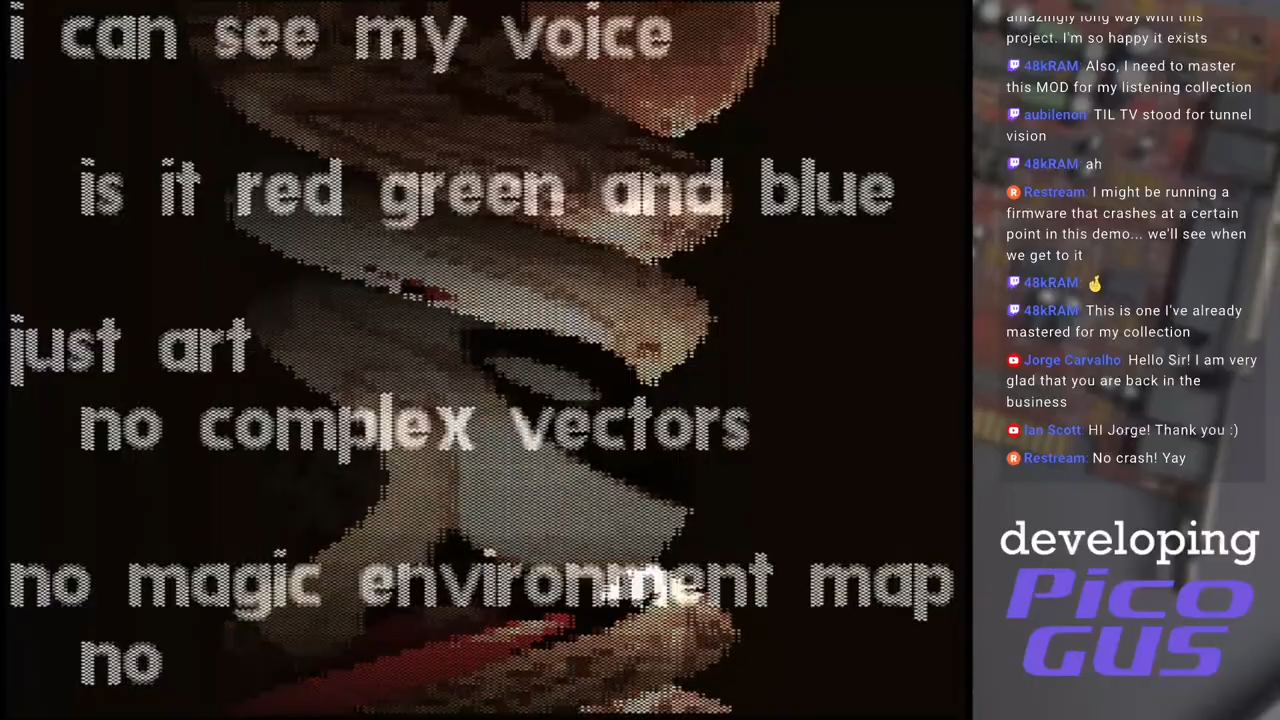 i can see my voice
is it red green and blue
just art
no complex vectors
no magic environment map
no
amazingly long way with this
project. I'm so happy it exists
48kRAM: Also, I need to master
this MOD for my listening collection
aubilenon: TIL TV stood for tunnel
vision
48kRAM: ah
Restream: I might be running a
firmware that crashes at a certain
point in this demo... we'll see when
we get to it
48kRAM: 🤞
48kRAM: This is one I've already
mastered for my collection
Jorge Carvalho: Hello Sir! I am very
glad that you are back in the
business
Ian Scott: HI Jorge! Thank you :)
Restream: No crash! Yay
developing
Pico
GUS